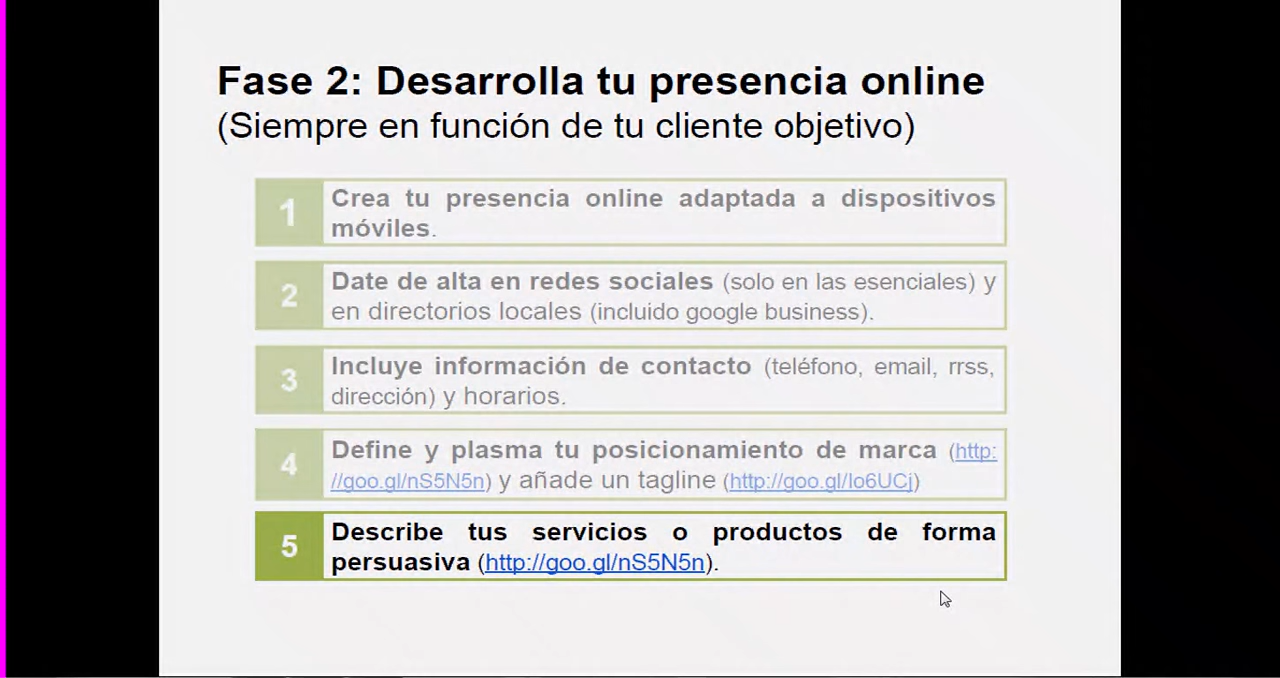 Fase 2: Desarrolla tu presencia online
(Siempre en función de tu cliente objetivo)
1
Crea tu presencia online adaptada a dispositivos
móviles.
2
Date de alta en redes sociales (solo en las esenciales) y
en directorios locales (incluido google business).
3
Incluye información de contacto (teléfono, email, rrss,
dirección) y horarios.
4
Define y plasma tu posicionamiento de marca (http:
//goo.gl/nS5N5n) y añade un tagline (http://goo.gl/Io6UCj)
5
Describe tus servicios o productos de forma
persuasiva (http://goo.gl/nS5N5n).